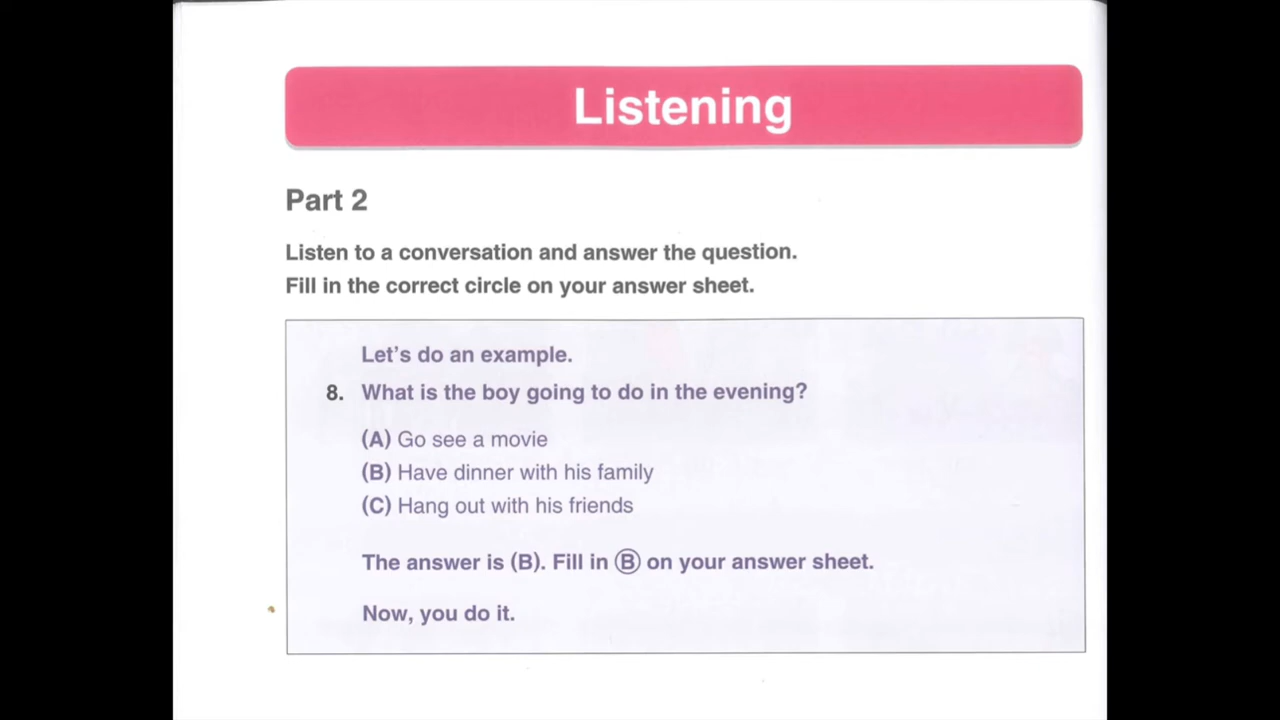 Listening
Part 2
Listen to a conversation and answer the question.
Fill in the correct circle on your answer sheet.
Let's do an example.
8. What is the boy going to do in the evening?
(A) Go see a movie
(B) Have dinner with his family
(C) Hang out with his friends
The answer is (B). Fill in Ⓑ on your answer sheet.
Now, you do it.